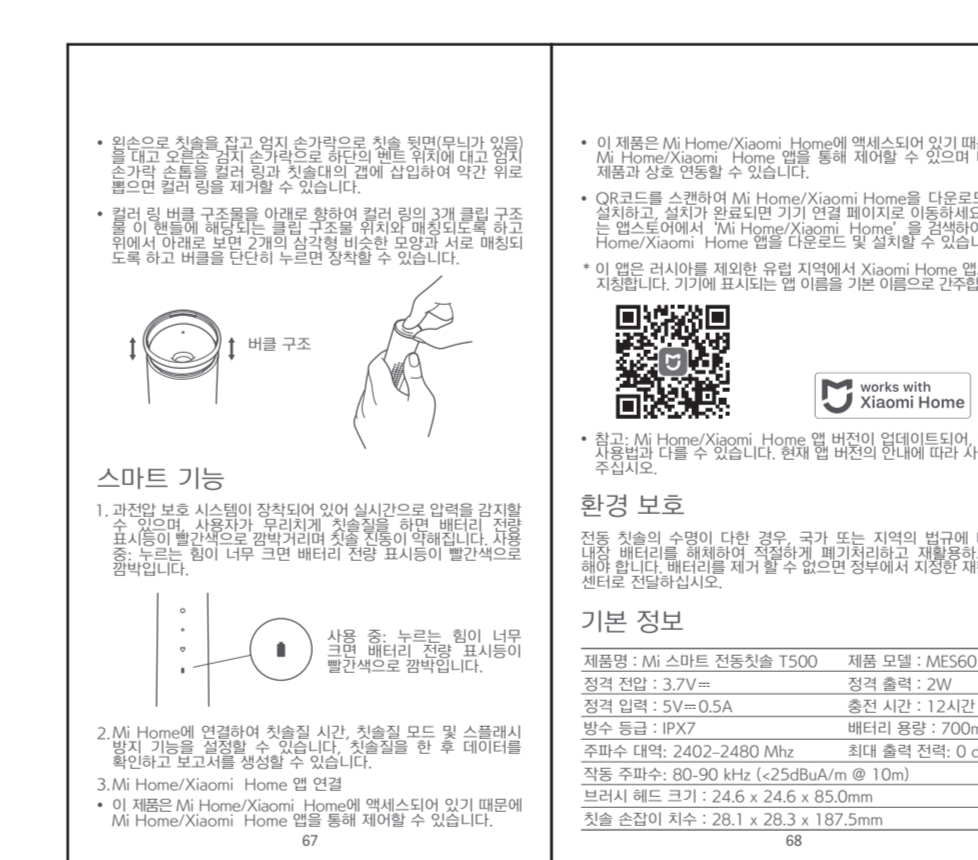 • 왼손으로 칫솔을 잡고 엄지 손가락으로 칫솔 뒷면(무늬가 있음)
을 대고 오른손 검지 손가락으로 하단의 벤트 위치에 대고 엄지
손가락 손톱을 컬러 링과 칫솔대의 갭에 삽입하여 약간 위로
뽑으면 컬러 링을 제거할 수 있습니다.
• 컬러 링 버클 구조물을 아래로 향하여 컬러 링의 3개 클립 구조
물 이 핸들에 해당되는 클립 구조물 위치와 매칭되도록 하고
위에서 아래로 보면 2개의 삼각형 비슷한 모양과 서로 매칭되
도록 하고 버클을 단단히 누르면 장착할 수 있습니다.
버클 구조
스마트 기능
1. 과전압 보호 시스템이 장착되어 있어 실시간으로 압력을 감지할
수 있으며, 사용자가 무리치게 칫솔질을 하면 배터리 전량
표시등이 빨간색으로 깜박거리며 칫솔 진동이 약해집니다. 사용
중: 누르는 힘이 너무 크면 배터리 전량 표시등이 빨간색으로
깜박입니다.
사용 중: 누르는 힘이 너무
크면 배터리 전량 표시등이
빨간색으로 깜박입니다.
2.Mi Home에 연결하여 칫솔질 시간, 칫솔질 모드 및 스플래시
방지 기능을 설정할 수 있습니다, 칫솔질을 한 후 데이터를
확인하고 보고서를 생성할 수 있습니다.
3.Mi Home/Xiaomi Home 앱 연결
• 이 제품은 Mi Home/Xiaomi Home에 액세스되어 있기 때문에
Mi Home/Xiaomi Home 앱을 통해 제어할 수 있습니다.
67
• 이 제품은 Mi Home/Xiaomi Home에 액세스되어 있기
Mi Home/Xiaomi Home 앱을 통해 제어할 수 있으며
제품과 상호 연동할 수 있습니다.
• QR코드를 스캔하여 Mi Home/Xiaomi Home을
설치하고, 설치가 완료되면 기기 연결 페이지로
는 앱스토어에서 'Mi Home/Xiaomi Home' 을
Home/Xiaomi Home 앱을 다운로드 및 설치할 수
* 이 앱은 러시아를 제외한 유럽 지역에서 Xiaomi Home
지칭합니다. 기기에 표시되는 앱 이름을 기본 이름으로
works with
Xiaomi Home
• 참고: Mi Home/Xiaomi Home 앱 버전이 업데이트되어,
사용법과 다를 수 있습니다. 현재 앱 버전의 안내에 따라
주십시오.
환경 보호
전동 칫솔의 수명이 다한 경우, 국가 또는 지역의 법규에
내장 배터리를 해체하여 적절하게 폐기처리하고
해야 합니다. 배터리를 제거 할 수 없으면 정부에서 지정한
센터로 전달하십시오.
기본 정보
제품명 : Mi 스마트 전동칫솔 T500 제품 모델 : MES60
정격 전압 : 3.7V⎓ 정격 출력 : 2W
정격 입력 : 5V⎓0.5A 충전 시간 : 12시간
방수 등급 : IPX7 배터리 용량 : 700
주파수 대역: 2402–2480 Mhz 최대 출력 전력: 0
작동 주파수: 80-90 kHz (<25dBuA/m @ 10m)
브러시 헤드 크기 : 24.6 x 24.6 x 85.0mm
칫솔 손잡이 치수 : 28.1 x 28.3 x 187.5mm
68